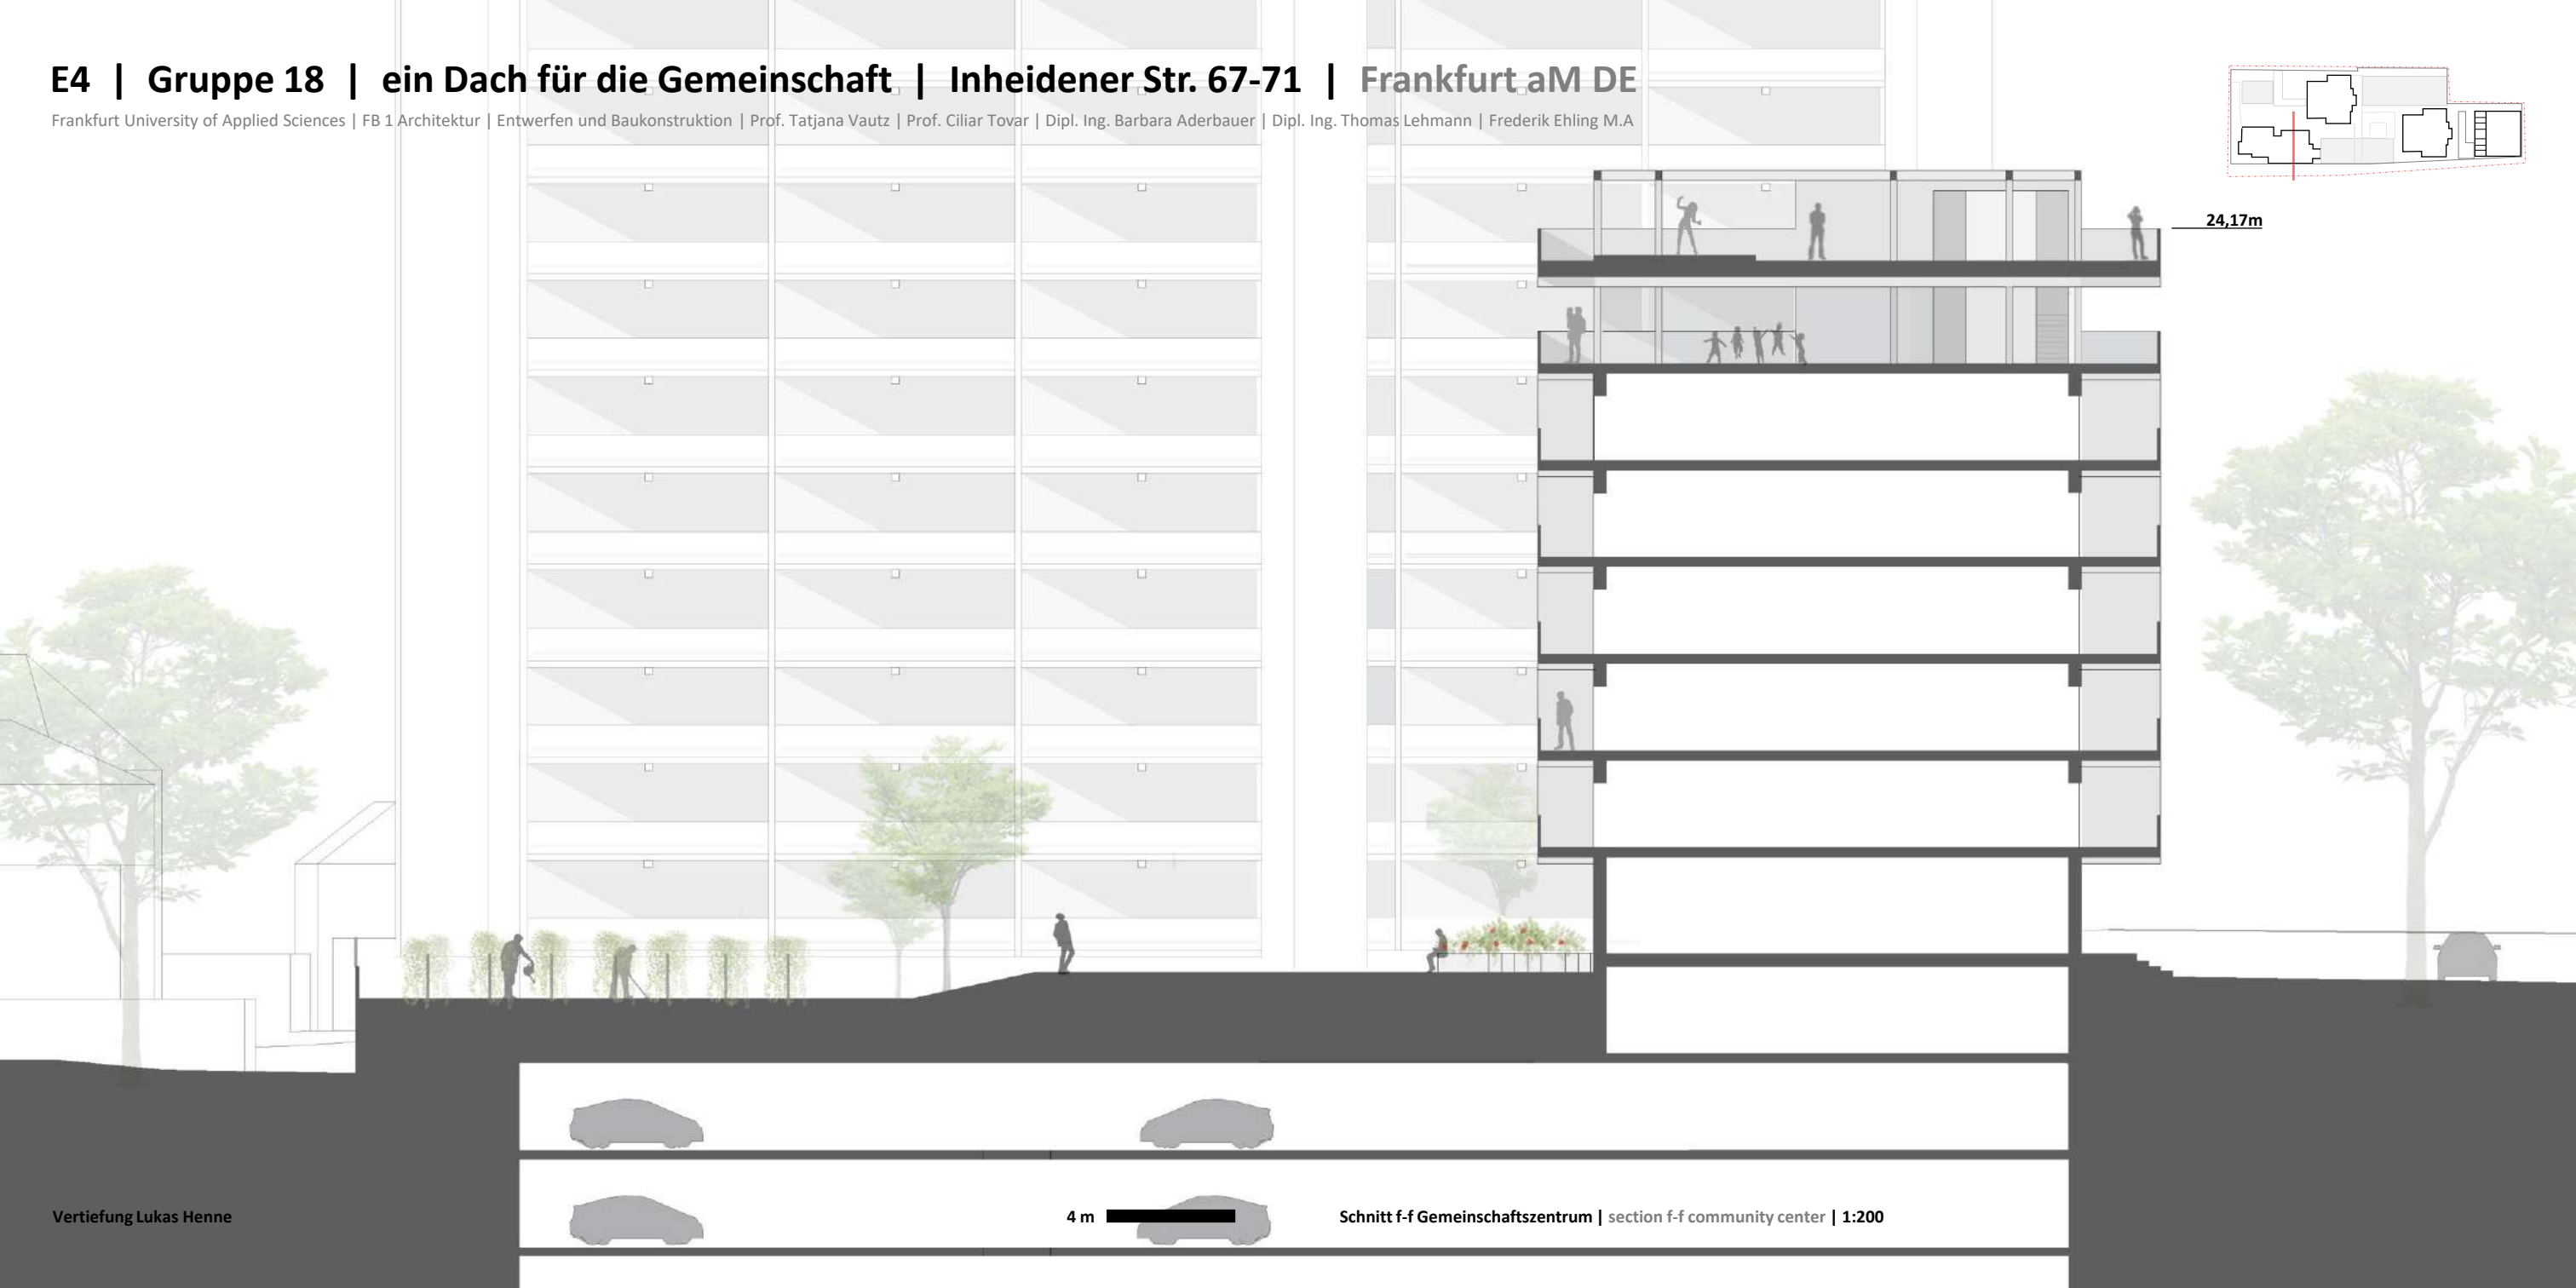 E4 | Gruppe 18 | ein Dach für die Gemeinschaft | Inheidener Str. 67-71 | Frankfurt aM DE
Frankfurt University of Applied Sciences | FB 1 Architektur | Entwerfen und Baukonstruktion | Prof. Tatjana Vautz | Prof. Ciliar Tovar | Dipl. Ing. Barbara Aderbauer | Dipl. Ing. Thomas Lehmann | Frederik Ehling M.A
24,17m
Vertiefung Lukas Henne
4 m
Schnitt f-f Gemeinschaftszentrum | section f-f community center | 1:200